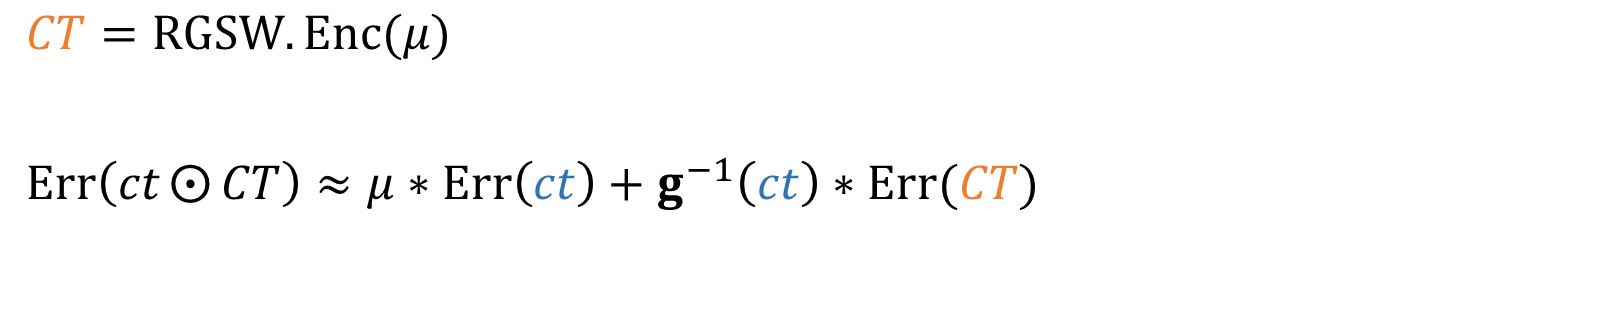 CT = RGSW. Enc(μ)
Err(ct ⊙ CT) ≈ μ * Err(ct) + g⁻¹(ct) * Err(CT)